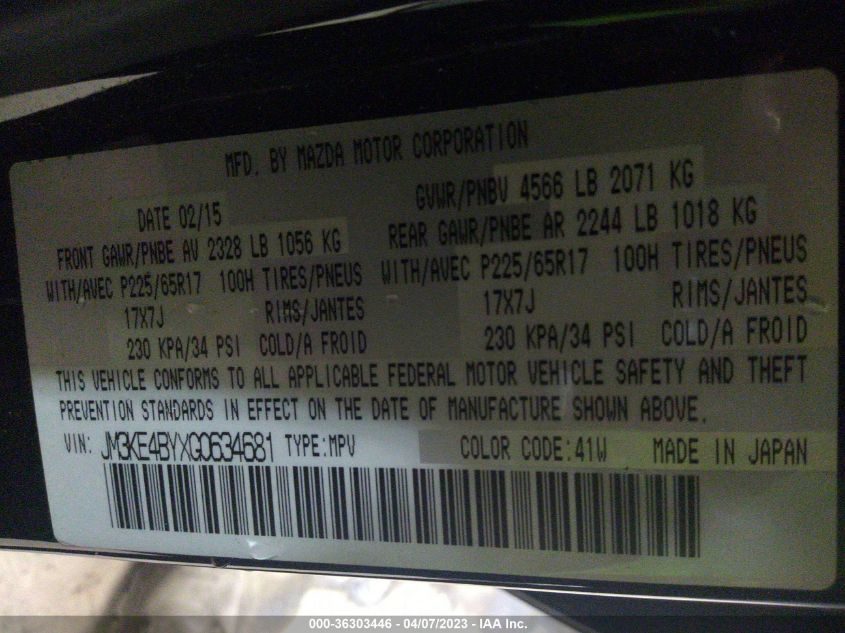 MFD. BY MAZDA MOTOR CORPORATION
DATE 02/15
GVWR/PNBV 4566 LB 2071 KG
FRONT GAWR/PNBE AV 2328 LB 1056 KG
REAR GAWR/PNBE AR 2244 LB 1018 KG
WITH/AVEC P225/65R17 100H TIRES/PNEUS
WITH/AVEC P225/65R17 100H TIRES/PNEUS
17X7J RIMS/JANTES
17X7J RIMS/JANTES
230 KPA/34 PSI COLD/A FROID
230 KPA/34 PSI COLD/A FROID
THIS VEHICLE CONFORMS TO ALL APPLICABLE FEDERAL MOTOR VEHICLE SAFETY AND THEFT
PREVENTION STANDARDS IN EFFECT ON THE DATE OF MANUFACTURE SHOWN ABOVE.
VIN: JM3KE4BYXG0634681 TYPE:MPV COLOR CODE:41W MADE IN JAPAN
000-36303446 - 04/07/2023 - IAA Inc.